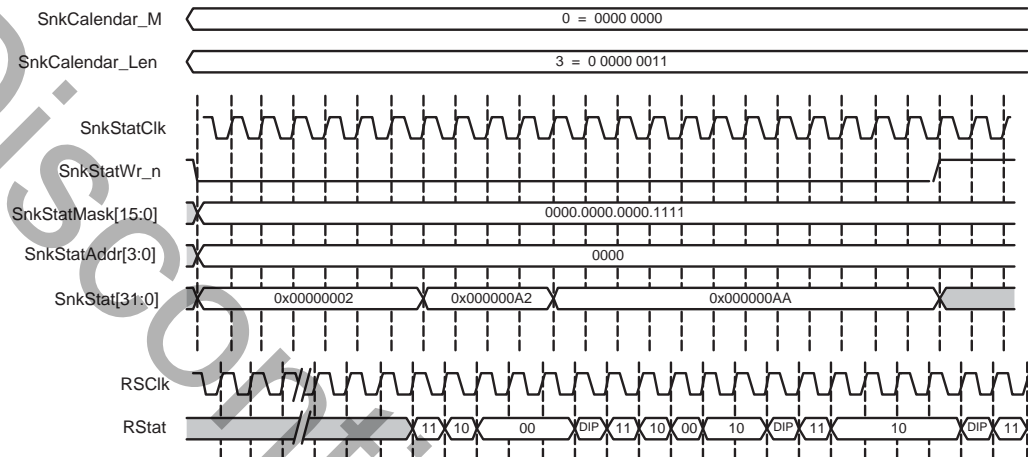 SnkCalendar_M 0 = 0000 0000
SnkCalendar_Len 3 = 0 0000 0011
SnkStatClk
SnkStatWr_n
SnkStatMask[15:0] 0000.0000.0000.1111
SnkStatAddr[3:0] 0000
SnkStat[31:0] 0x00000002 0x000000A2 0x000000AA
RSClk
RStat 11 10 00 DIP 11 10 00 10 DIP 11 10 DIP 11
Disconti